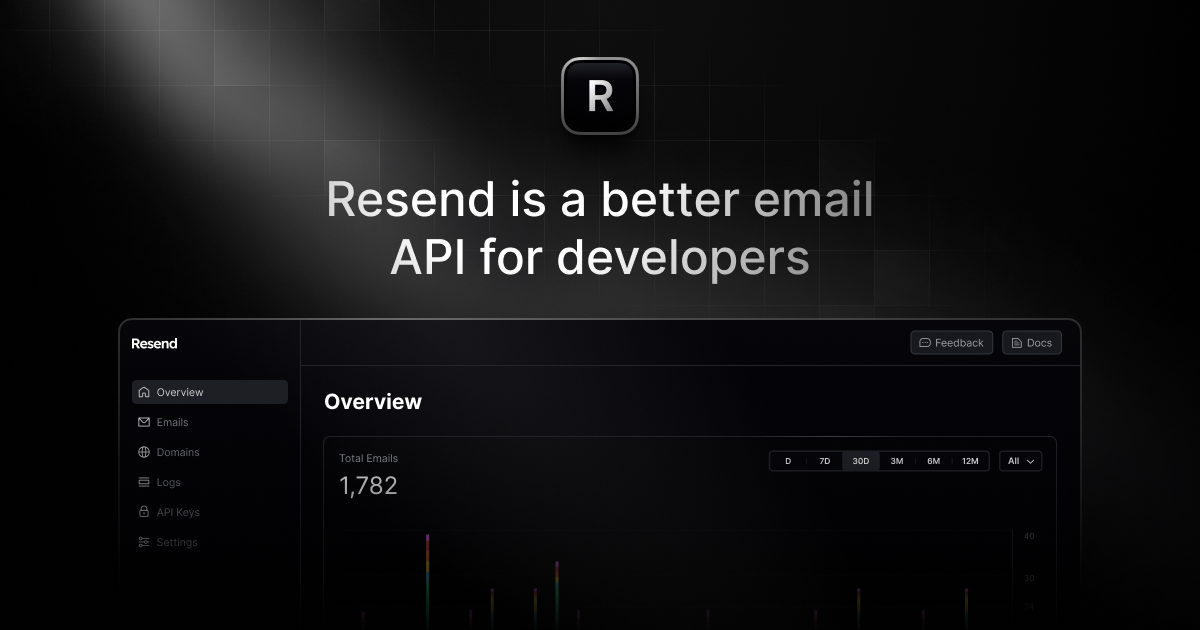 R
Resend is a better email
API for developers
Resend
Feedback
Docs
Overview
Emails
Domains
Logs
API Keys
Settings
Overview
Total Emails
1,782
D 7D 30D 3M 6M 12M
All
40
30
24